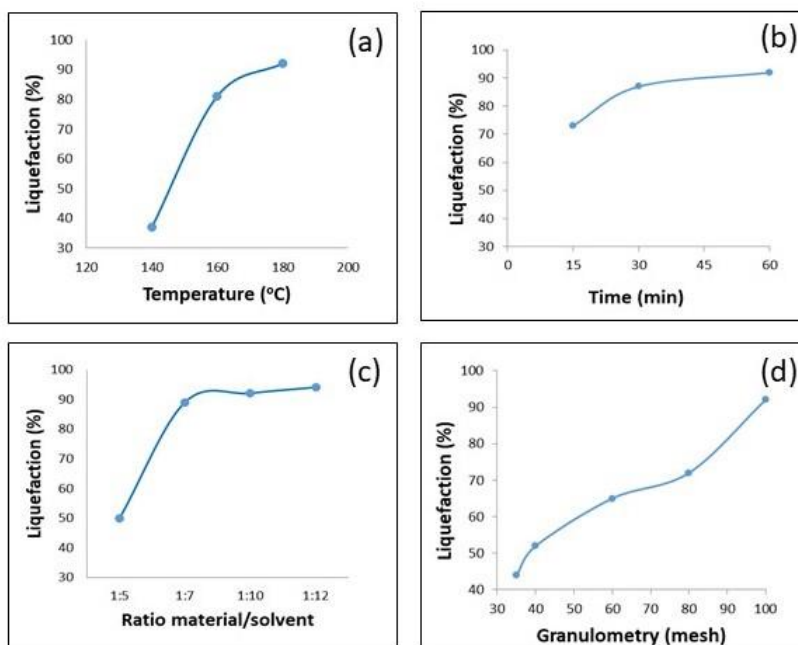 (a)
Liquefaction (%)
100
90
80
70
60
50
40
30
120 140 160 180 200
Temperature (ºC)
(b)
Liquefaction (%)
100
90
80
70
60
50
40
30
0 15 30 45 60
Time (min)
(c)
Liquefaction (%)
100
90
80
70
60
50
40
30
1:5 1:7 1:10 1:12
Ratio material/solvent
(d)
Liquefaction (%)
100
90
80
70
60
50
40
30 40 50 60 70 80 90 100
Granulometry (mesh)